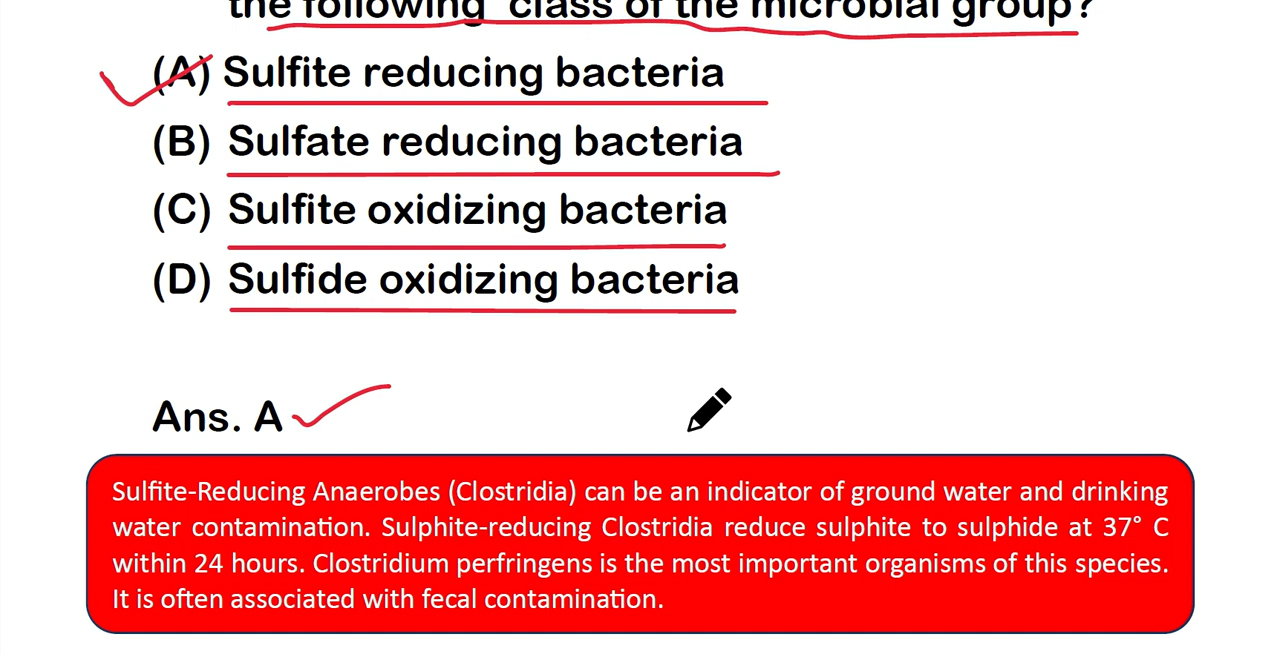 the following class of the microbial group?
(A) Sulfite reducing bacteria
(B) Sulfate reducing bacteria
(C) Sulfite oxidizing bacteria
(D) Sulfide oxidizing bacteria
Ans. A
Sulfite-Reducing Anaerobes (Clostridia) can be an indicator of ground water and drinking
water contamination. Sulphite-reducing Clostridia reduce sulphite to sulphide at 37° C
within 24 hours. Clostridium perfringens is the most important organisms of this species.
It is often associated with fecal contamination.